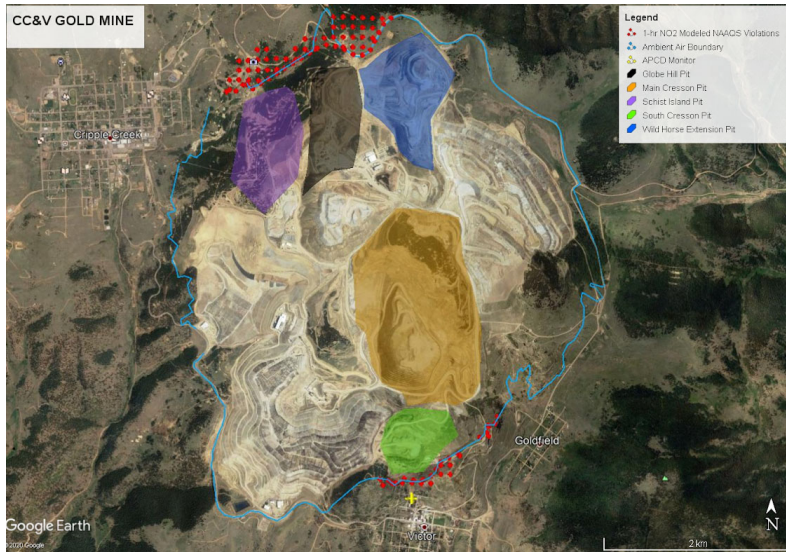 CC&V GOLD MINE
Legend
1-hr NO2 Modeled NAAQS Violations
Ambient Air Boundary
APCD Monitor
Globe Hill Pit
Main Cresson Pit
Schist Island Pit
South Cresson Pit
Wild Horse Extension Pit
Cripple Creek
Goldfield
Victor
Google Earth
©2020 Google
N
2 km